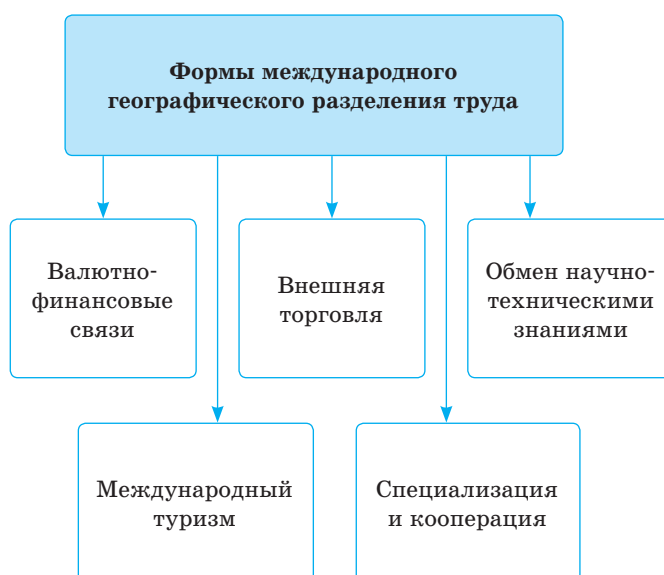 Формы международного
географического разделения труда
Валютно-
финансовые
связи
Внешняя
торговля
Обмен научно-
техническими
знаниями
Международный
туризм
Специализация
и кооперация